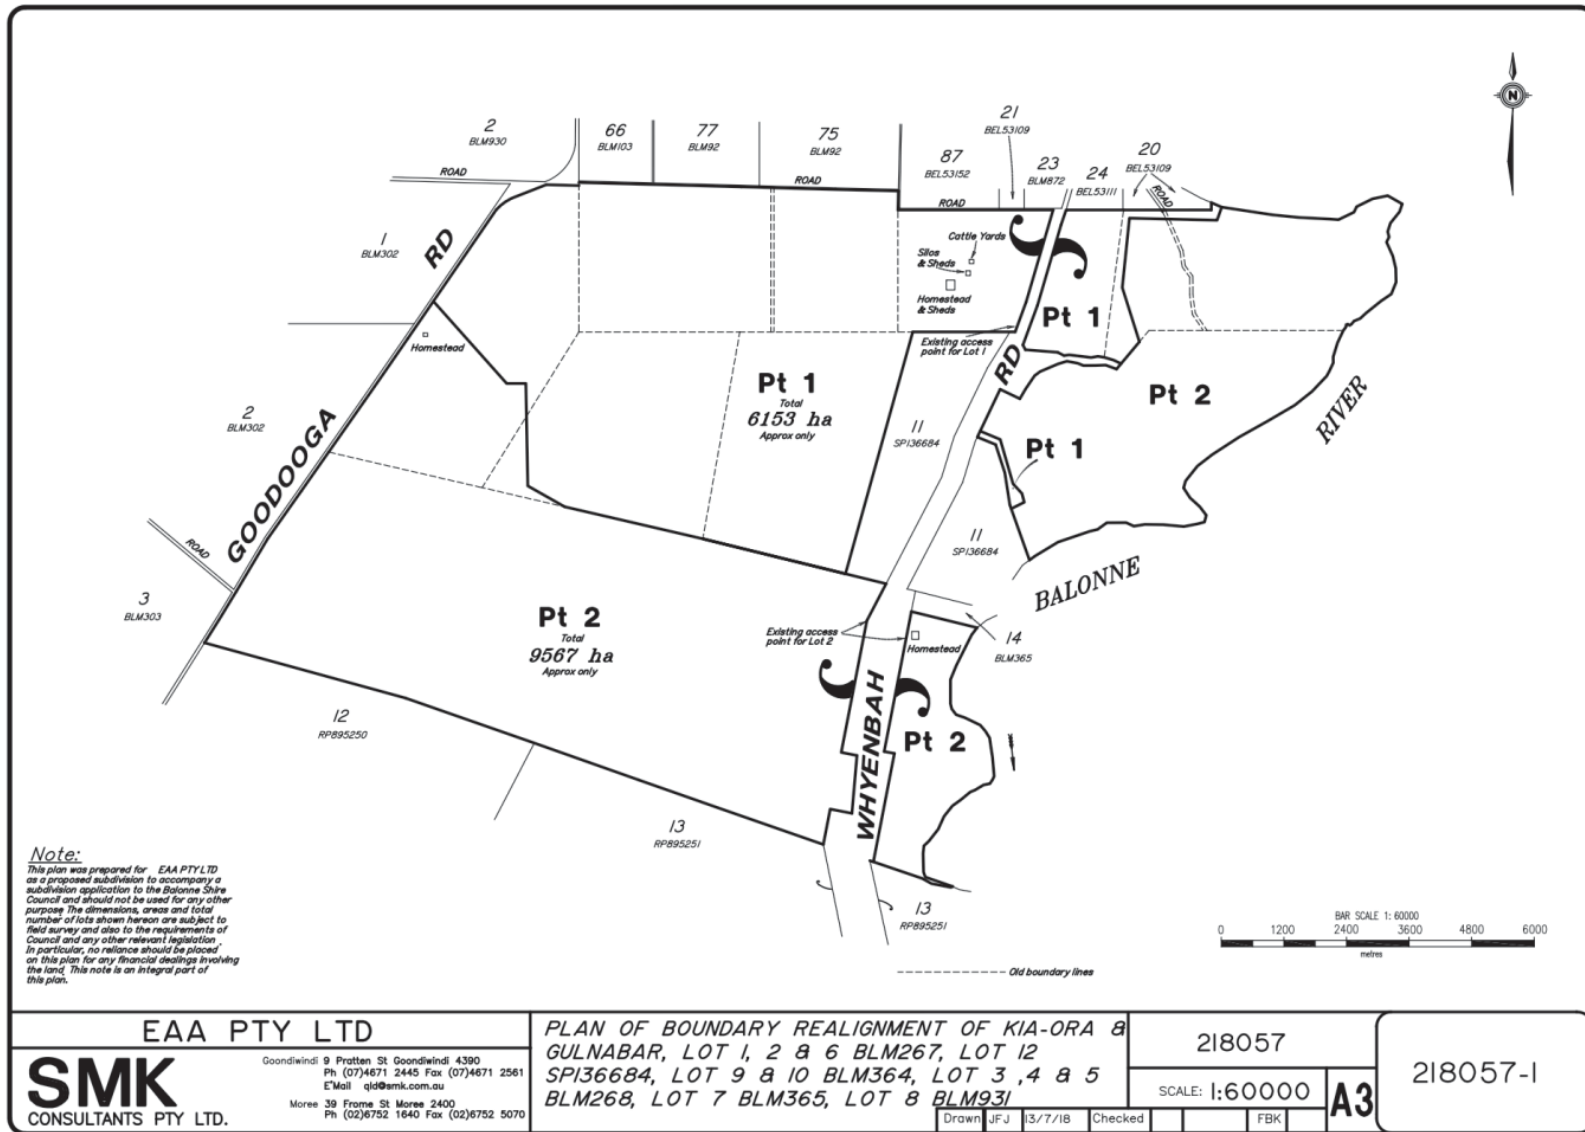 N
21
BEL53109
2
BLM930
66
BLM103
77
BLM92
75
BLM92
87
BEL53152
23
BLM872
24
BEL53111
20
BEL53109
ROAD
ROAD
ROAD
ROAD
1
BLM302
RD
Cattle Yards
Silos
& Sheds
Homestead
& Sheds
Pt 1
Homestead
Existing access
point for Lot 1
RD
Pt 1
Total
6153 ha
Approx only
Pt 2
2
BLM302
11
SP136684
Pt 1
RIVER
GOODOOGA
ROAD
11
SP136684
BALONNE
3
BLM303
Pt 2
Total
9567 ha
Approx only
Existing access
point for Lot 2
Homestead
14
BLM365
12
RP895250
WHYENBAH
Pt 2
13
RP895251
13
RP895251
Note:
This plan was prepared for EAA PTY LTD
as a proposed subdivision to accompany a
subdivision application to the Balonne Shire
Council and should not be used for any other
purpose. The dimensions, areas and total
number of lots shown hereon are subject to
field survey and also to the requirements of
Council and any other relevant legislation.
In particular, no reliance should be placed
on this plan for any financial dealings involving
the land. This note is an integral part of
this plan.
BAR SCALE 1: 60000
0 1200 2400 3600 4800 6000
metres
Old boundary lines
EAA PTY LTD
SMK
CONSULTANTS PTY LTD.
Goondiwindi 9 Pratten St Goondiwindi 4390
Ph (07)4671 2445 Fax (07)4671 2561
E'Mail qld@smk.com.au
Moree 39 Frome St Moree 2400
Ph (02)6752 1640 Fax (02)6752 5070
PLAN OF BOUNDARY REALIGNMENT OF KIA-ORA &
GULNABAR, LOT 1, 2 & 6 BLM267, LOT 12
SP136684, LOT 9 & 10 BLM364, LOT 3 ,4 & 5
BLM268, LOT 7 BLM365, LOT 8 BLM931
Drawn JFJ 13/7/18 Checked FBK
218057
SCALE: 1:60000
A3
218057-1